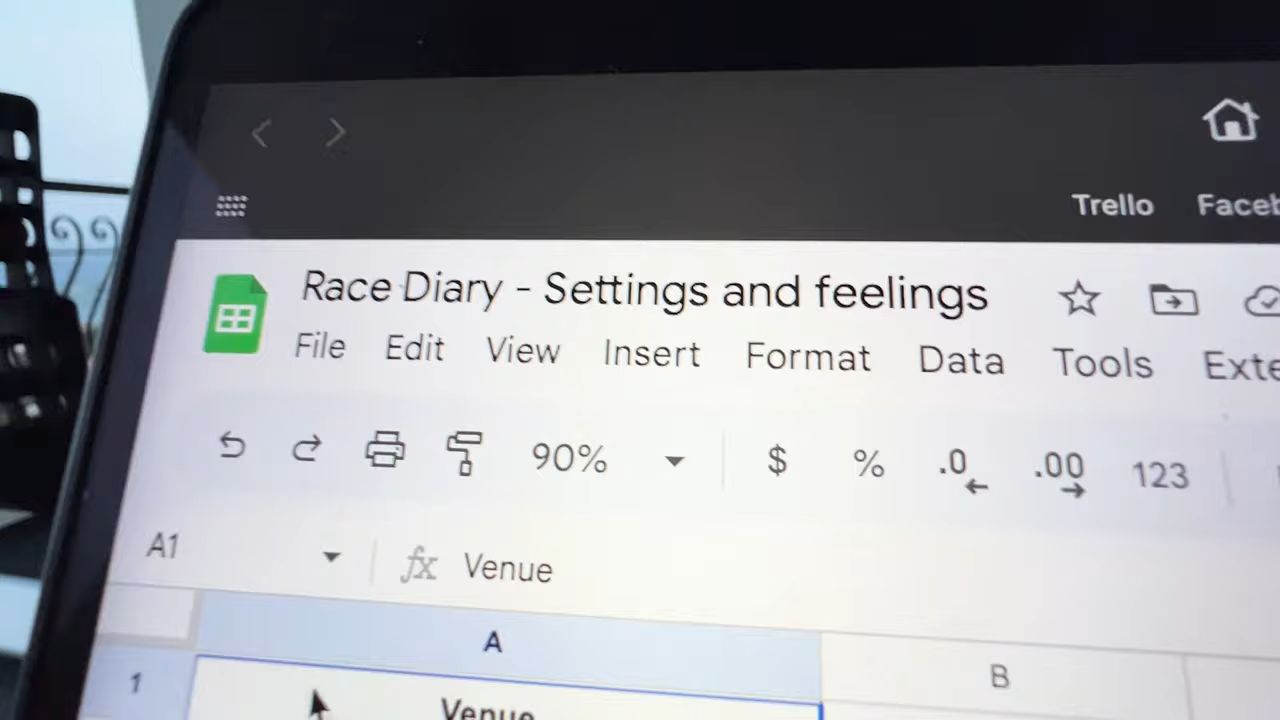 Trello Faceb
Race Diary - Settings and feelings
File Edit View Insert Format Data Tools Exte
90% $ % .0 .00 123
A1 fx Venue
A B
1 Venue